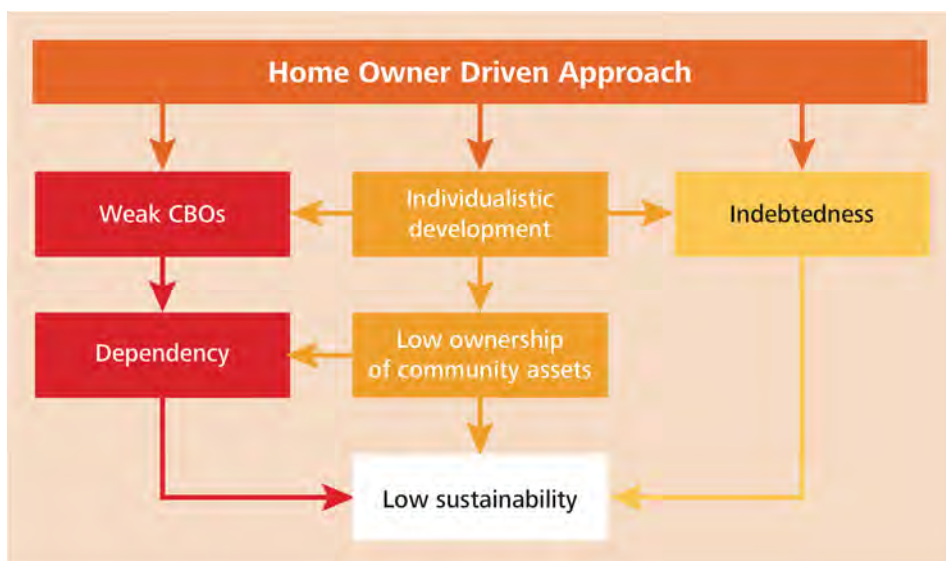 Home Owner Driven Approach
Weak CBOs
Individualistic
development
Indebtedness
Dependency
Low ownership
of community assets
Low sustainability